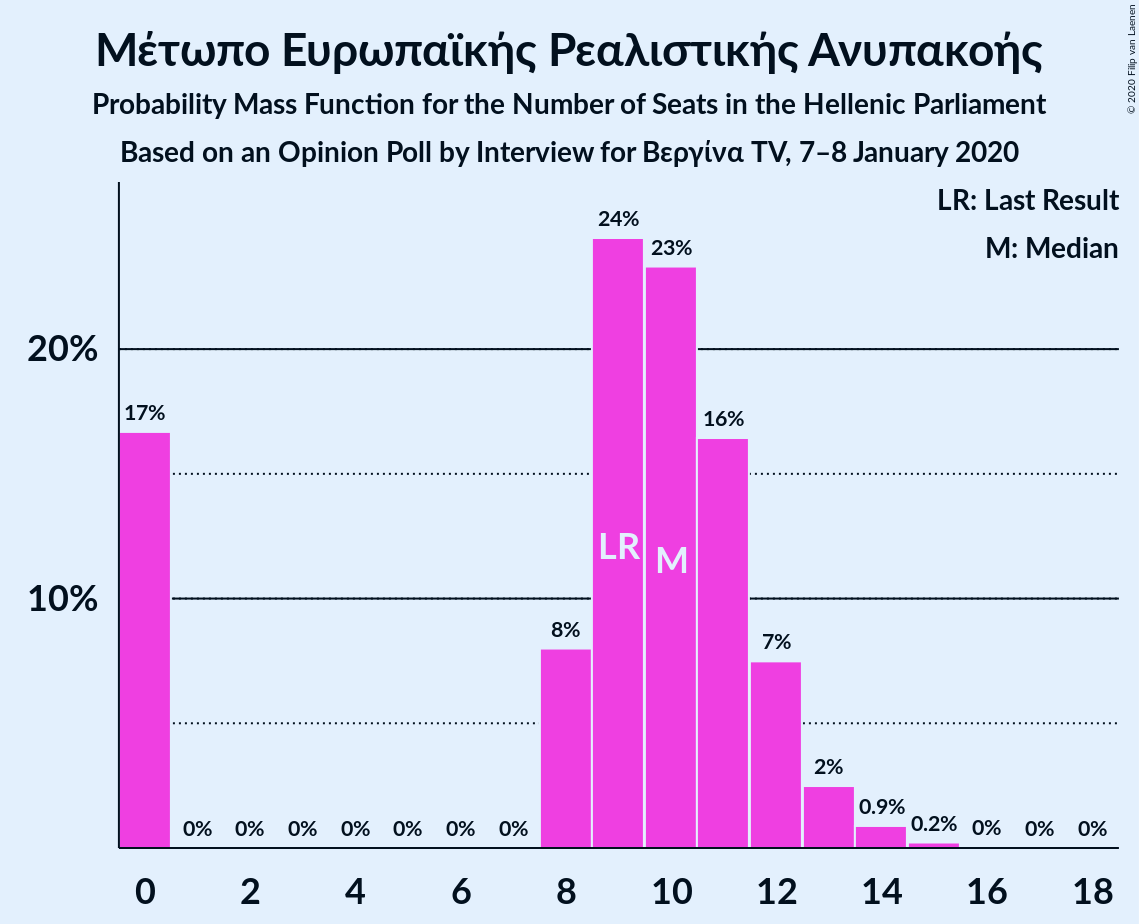 Μέτωπο Ευρωπαϊκής Ρεαλιστικής Ανυπακοής
Probability Mass Function for the Number of Seats in the Hellenic Parliament
Based on an Opinion Poll by Interview for Βεργίνα TV, 7–8 January 2020
© 2020 Filip van Laenen
LR: Last Result
M: Median
24%
23%
20%
17%
16%
LR
M
10%
8%
7%
2%
0.9%
0.2%
0% 0% 0% 0% 0% 0% 0% 0% 0% 0%
0 2 4 6 8 10 12 14 16 18